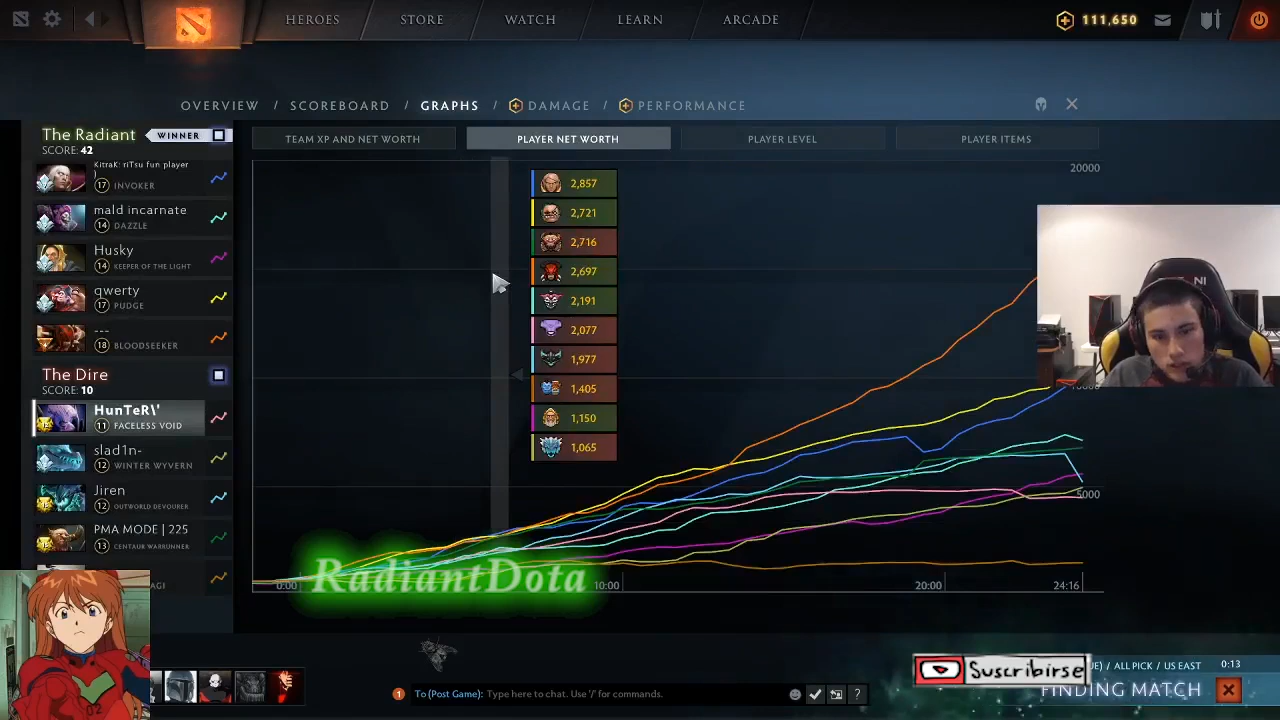 HEROES
STORE
WATCH
LEARN
ARCADE
111,650
OVERVIEW / SCOREBOARD / GRAPHS / DAMAGE / PERFORMANCE
The Radiant
WINNER
SCORE: 42
KitraK: riTsu fun player
17 INVOKER
mald incarnate
14 DAZZLE
Husky
14 KEEPER OF THE LIGHT
qwerty
17 PUDGE
---
18 BLOODSEEKER
The Dire
SCORE: 10
HunTeR\'
11 FACELESS VOID
slad1n-
12 WINTER WYVERN
Jiren
12 OUTWORLD DEVOURER
PMA MODE | 225
13 CENTAUR WARRUNNER
TEAM XP AND NET WORTH
PLAYER NET WORTH
PLAYER LEVEL
PLAYER ITEMS
20000
2,857
2,721
2,716
2,697
2,191
2,077
1,977
1,405
1,150
1,065
5000
0:00
10:00
20:00
24:16
RadiantDota
NI
02
1
To (Post Game): Type here to chat. Use '/' for commands.
?
Suscribirse
/ ALL PICK / US EAST
0:13
FINDING MATCH